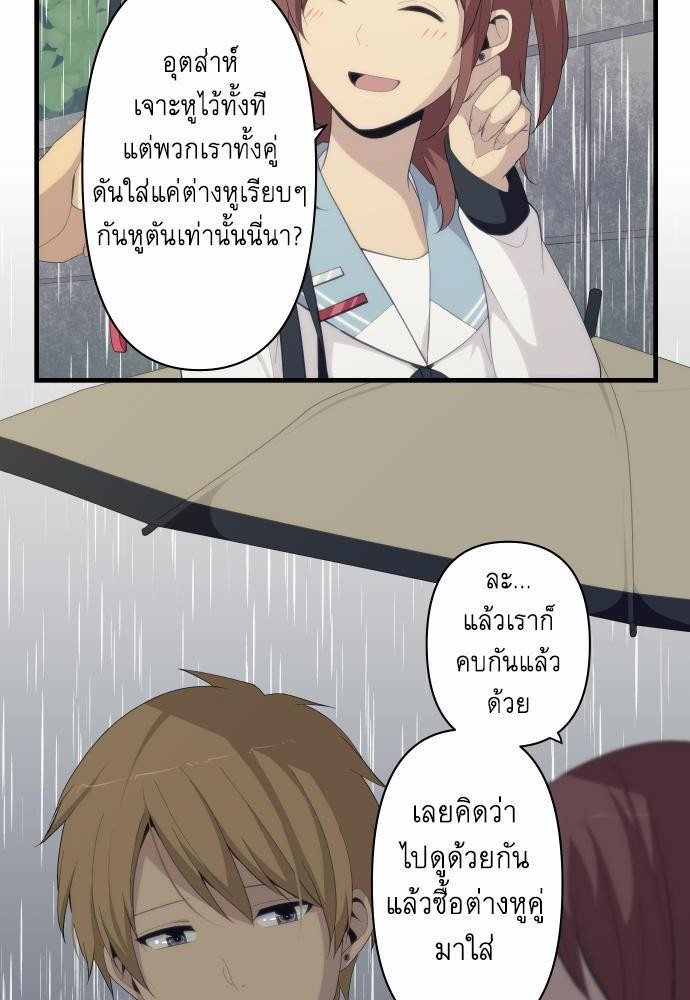 อุตส่าห์
เจาะหูไว้ทั้งที
แต่พวกเราทั้งคู่
ดันใส่แค่ต่างหูเรียบๆ
กันหูตันเท่านั้นนี่นา?
ละ...
แล้วเราก็
คบกันแล้ว
ด้วย
เลยคิดว่า
ไปดูด้วยกัน
แล้วซื้อต่างหูคู่
มาใส่